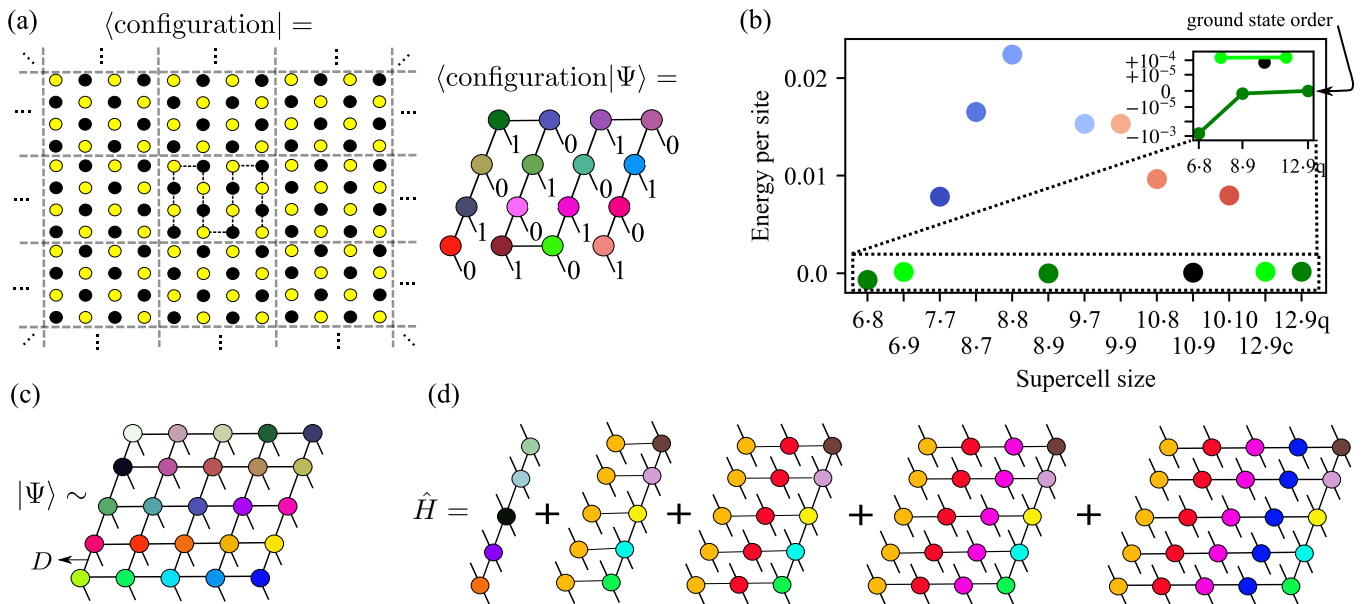 (a)
⟨configuration| =
⟨configuration|Ψ⟩ =
1 0 1 0
0 1 0 1
1 0 1 0
0 1 0 1
(b)
ground state order
Energy per site
0.02
0.01
0.0
+10⁻⁴
+10⁻⁵
0
−10⁻⁵
−10⁻³
6·8 8·9 12·9q
6·8 7·7 8·8 9·7 10·8 10·10 12·9q
6·9 8·7 8·9 9·9 10·9 12·9c
Supercell size
(c)
|Ψ⟩ ∼
D
(d)
Ĥ = + + + +